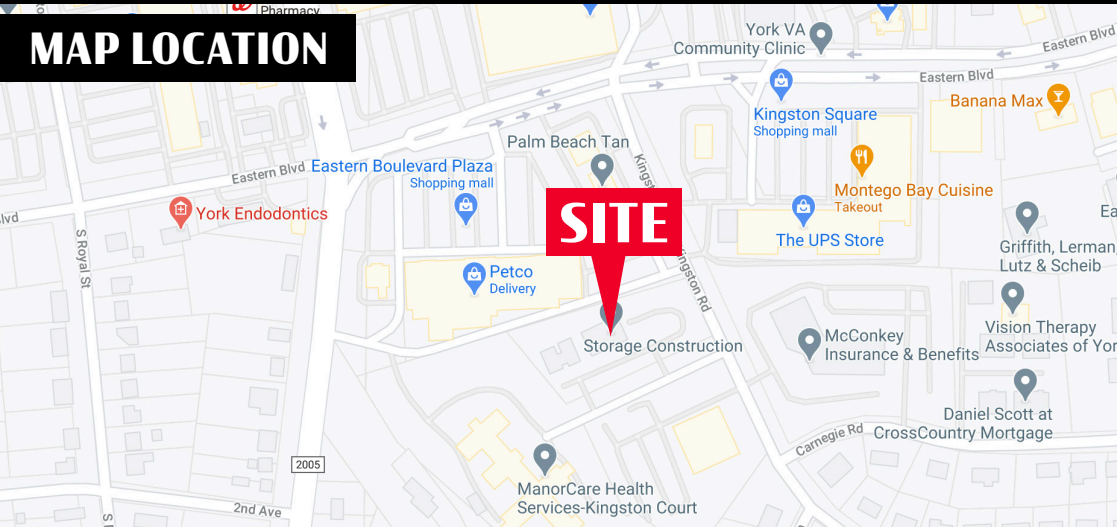 Pharmacy
MAP LOCATION
York VA
Community Clinic
Eastern Blvd
Eastern Blvd
Banana Max
Kingston Square
Shopping mall
Palm Beach Tan
Eastern Blvd
Eastern Boulevard Plaza
Shopping mall
Montego Bay Cuisine
Takeout
York Endodontics
SITE
The UPS Store
Griffith, Lerman,
Lutz & Scheib
S Royal St
Petco
Delivery
Storage Construction
McConkey
Insurance & Benefits
Vision Therapy
Associates of Yor
Daniel Scott at
CrossCountry Mortgage
Carnegie Rd
2005
ManorCare Health
Services-Kingston Court
2nd Ave